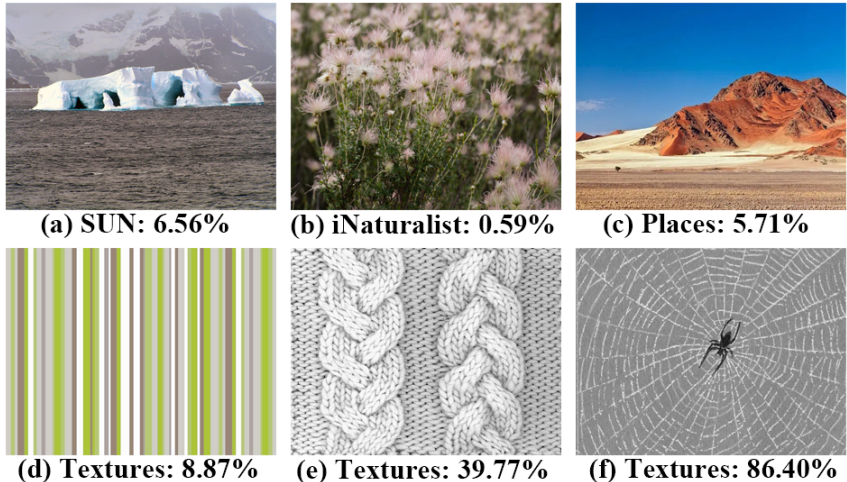 (a) SUN: 6.56%
(b) iNaturalist: 0.59%
(c) Places: 5.71%
(d) Textures: 8.87%
(e) Textures: 39.77%
(f) Textures: 86.40%